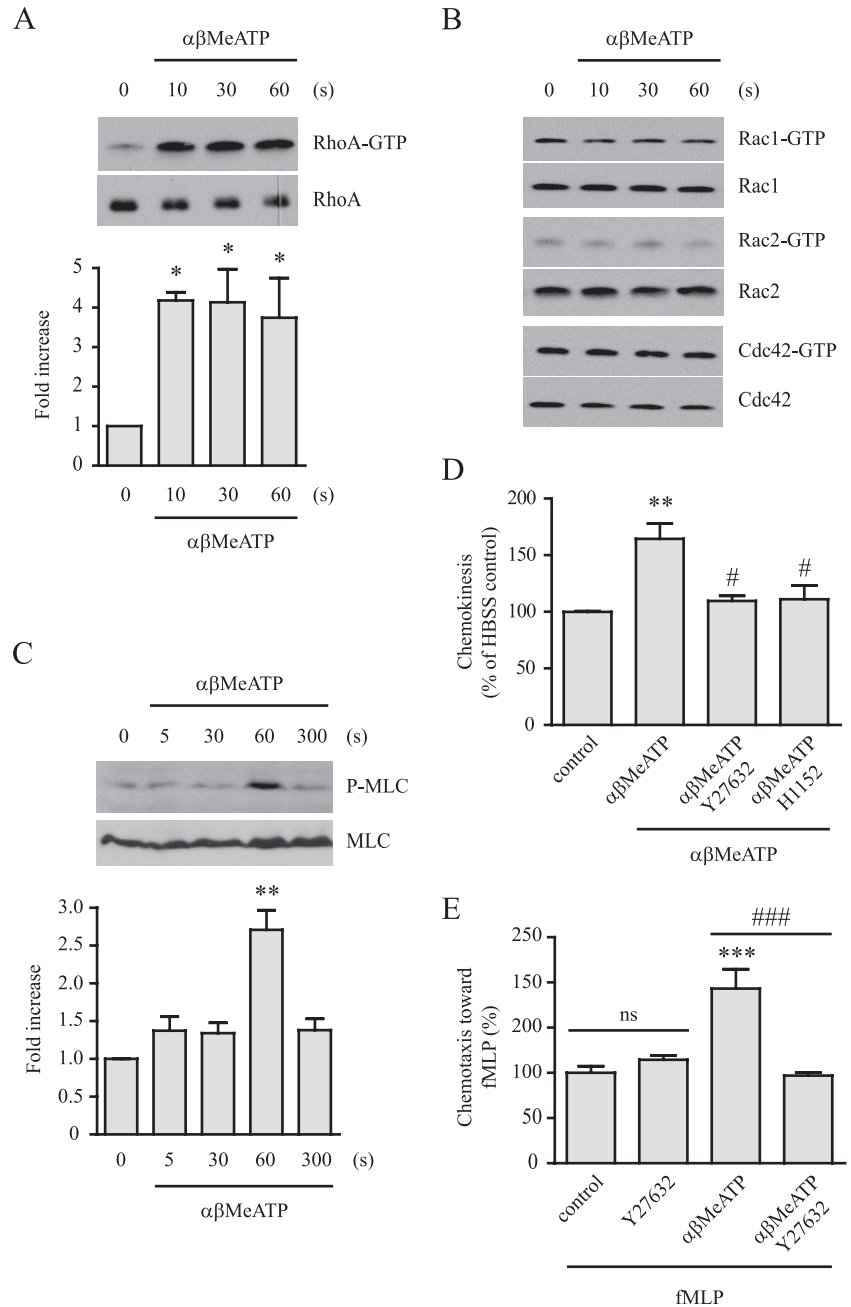 A
αβMeATP
0 10 30 60 (s)
RhoA-GTP
RhoA
* * *
5
4
3
2
1
0
Fold increase
0 10 30 60 (s)
αβMeATP
B
αβMeATP
0 10 30 60 (s)
Rac1-GTP
Rac1
Rac2-GTP
Rac2
Cdc42-GTP
Cdc42
C
αβMeATP
0 5 30 60 300 (s)
P-MLC
MLC
**
3.0
2.5
2.0
1.5
1.0
0.5
0
Fold increase
0 5 30 60 300 (s)
αβMeATP
D
200
150
100
50
0
Chemokinesis
(% of HBSS control)
**
# #
control
αβMeATP
αβMeATP
Y27632
αβMeATP
H1152
αβMeATP
E
250
150
200
100
50
0
Chemotaxis toward
fMLP (%)
###
***
ns
control
Y27632
αβMeATP
αβMeATP
Y27632
fMLP